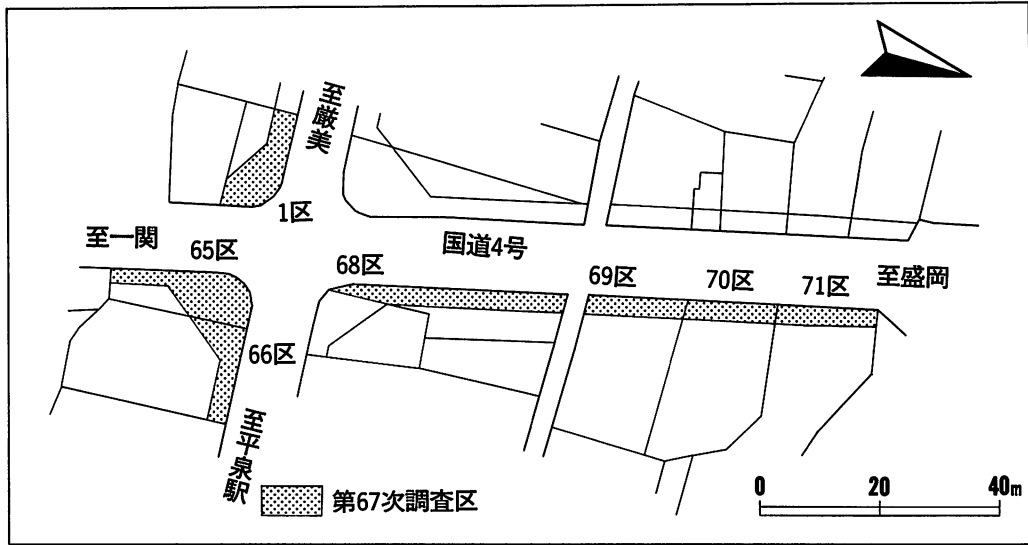 至厳美
1区
至一関
65区
国道4号
68区
69区
70区
71区
至盛岡
66区
至平泉駅
第67次調査区
0
20
40m